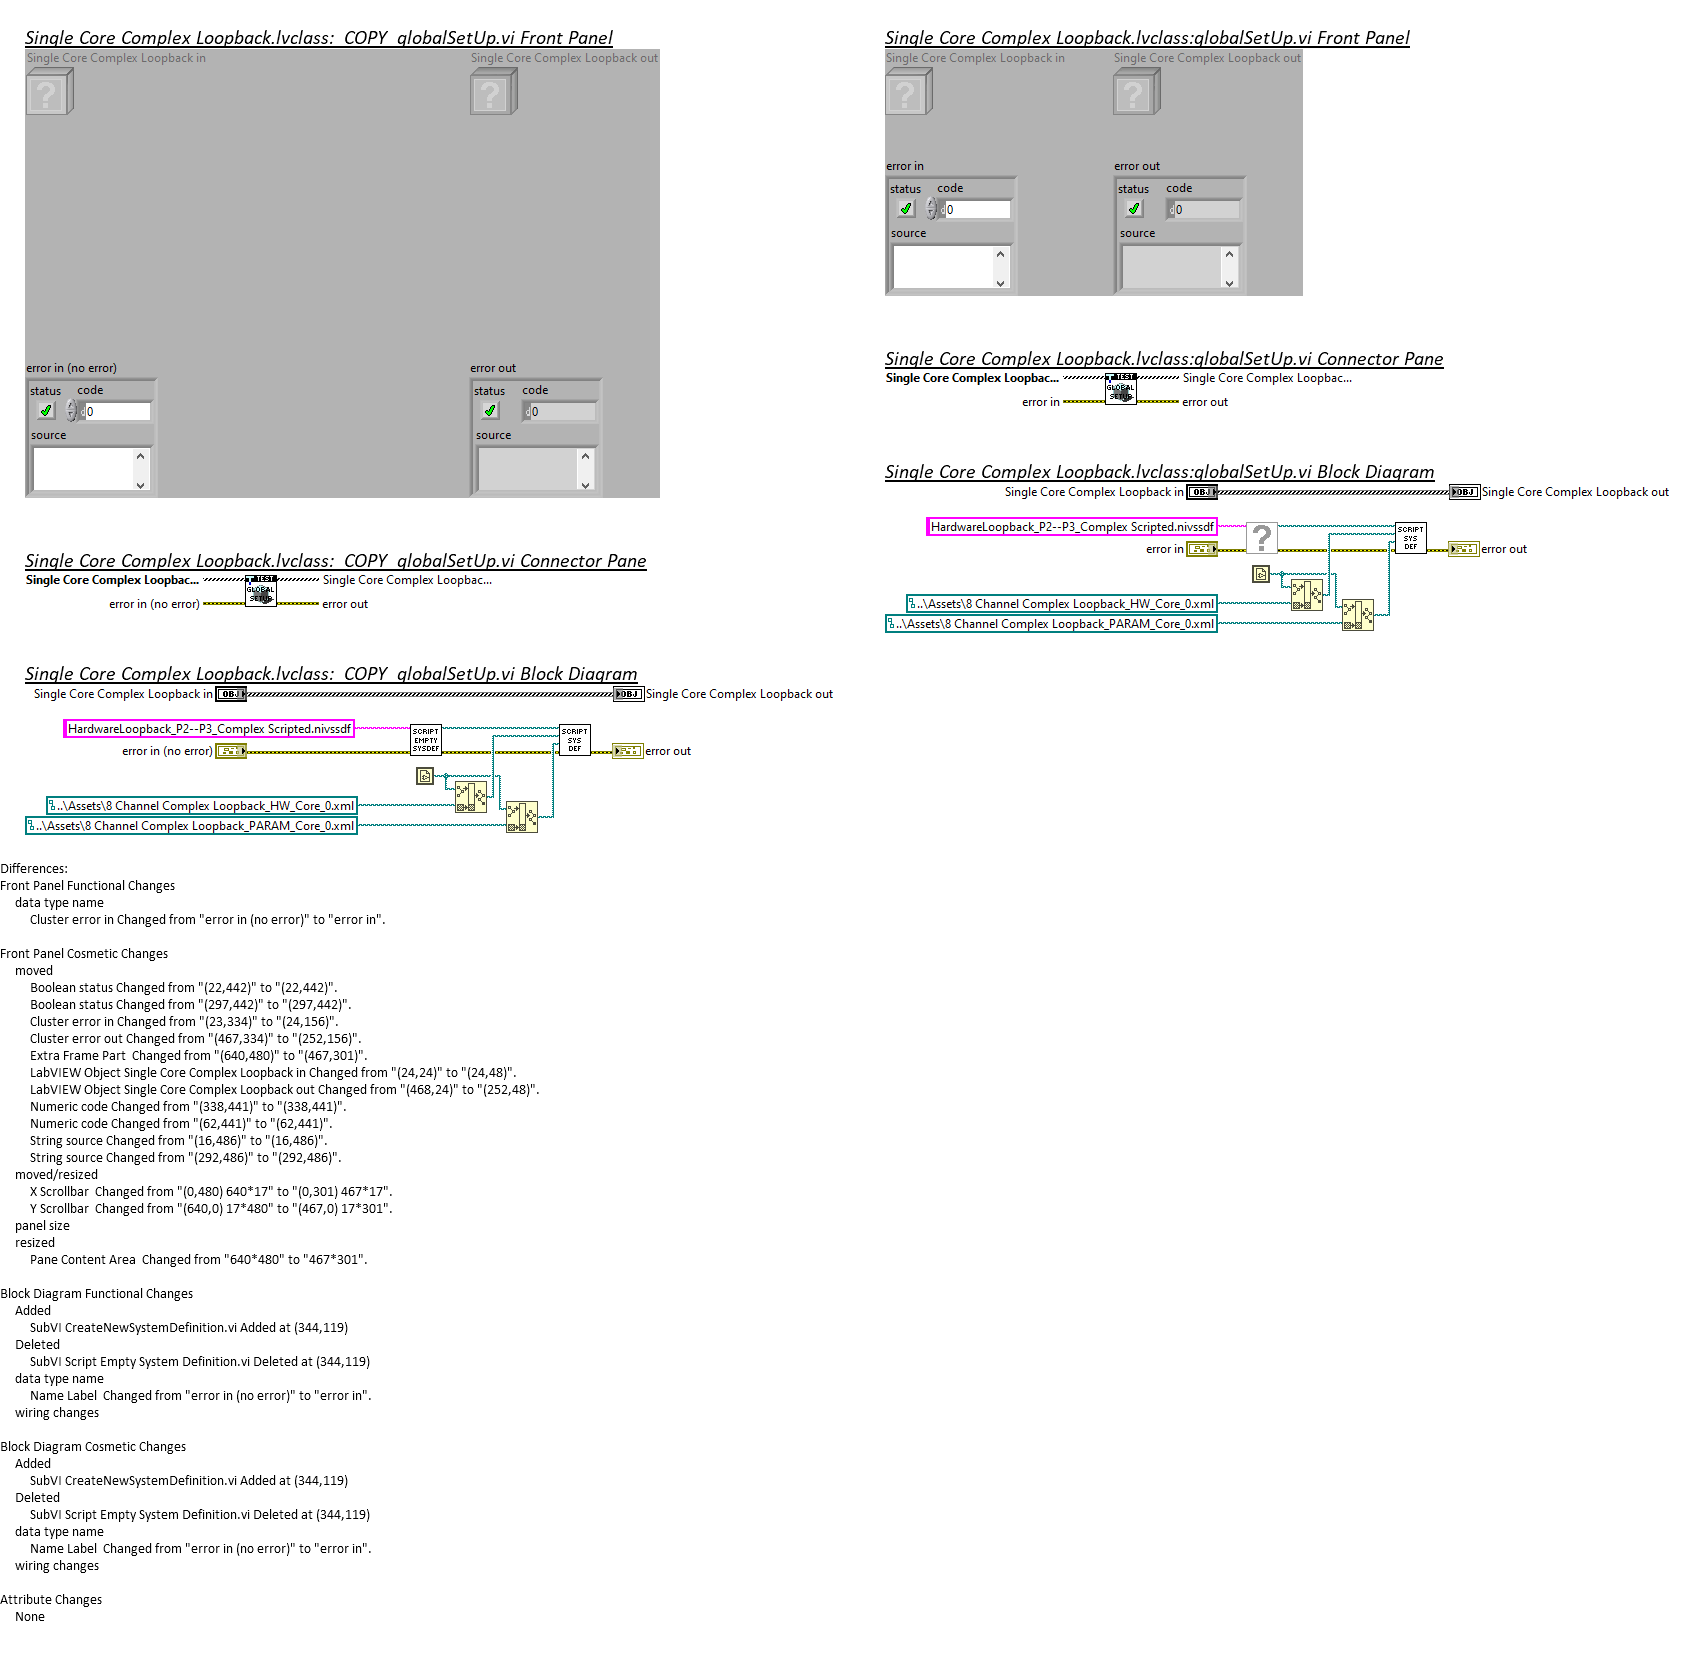 Single Core Complex Loopback.lvclass:_COPY_globalSetUp.vi Front Panel
Single Core Complex Loopback in
Single Core Complex Loopback out
?
?
error in (no error)
error out
status
code
status
code
0
d
0
source
source
Single Core Complex Loopback.lvclass:_COPY_globalSetUp.vi Connector Pane
Single Core Complex Loopbac...
TEST
GLOBAL
SETUP
Single Core Complex Loopbac...
error in (no error)
error out
Single Core Complex Loopback.lvclass:_COPY_globalSetUp.vi Block Diagram
Single Core Complex Loopback in
OBJ
OBJ
Single Core Complex Loopback out
HardwareLoopback_P2--P3_Complex Scripted.nivssdf
SCRIPT
EMPTY
SYSDEF
SCRIPT
SYS
DEF
error in (no error)
error out
..\Assets\8 Channel Complex Loopback_HW_Core_0.xml
..\Assets\8 Channel Complex Loopback_PARAM_Core_0.xml
Single Core Complex Loopback.lvclass:globalSetUp.vi Front Panel
Single Core Complex Loopback in
Single Core Complex Loopback out
?
?
error in
error out
status
code
status
code
d
0
d
0
source
source
Single Core Complex Loopback.lvclass:globalSetUp.vi Connector Pane
Single Core Complex Loopbac...
TEST
GLOBAL
SETUP
Single Core Complex Loopbac...
error in
error out
Single Core Complex Loopback.lvclass:globalSetUp.vi Block Diagram
Single Core Complex Loopback in
OBJ
OBJ
Single Core Complex Loopback out
HardwareLoopback_P2--P3_Complex Scripted.nivssdf
?
SCRIPT
SYS
DEF
error in
error out
..\Assets\8 Channel Complex Loopback_HW_Core_0.xml
..\Assets\8 Channel Complex Loopback_PARAM_Core_0.xml
Differences:
Front Panel Functional Changes
data type name
Cluster error in Changed from "error in (no error)" to "error in".
Front Panel Cosmetic Changes
moved
Boolean status Changed from "(22,442)" to "(22,442)".
Boolean status Changed from "(297,442)" to "(297,442)".
Cluster error in Changed from "(23,334)" to "(24,156)".
Cluster error out Changed from "(467,334)" to "(252,156)".
Extra Frame Part  Changed from "(640,480)" to "(467,301)".
LabVIEW Object Single Core Complex Loopback in Changed from "(24,24)" to "(24,48)".
LabVIEW Object Single Core Complex Loopback out Changed from "(468,24)" to "(252,48)".
Numeric code Changed from "(338,441)" to "(338,441)".
Numeric code Changed from "(62,441)" to "(62,441)".
String source Changed from "(16,486)" to "(16,486)".
String source Changed from "(292,486)" to "(292,486)".
moved/resized
X Scrollbar  Changed from "(0,480) 640*17" to "(0,301) 467*17".
Y Scrollbar  Changed from "(640,0) 17*480" to "(467,0) 17*301".
panel size
resized
Pane Content Area  Changed from "640*480" to "467*301".
Block Diagram Functional Changes
Added
SubVI CreateNewSystemDefinition.vi Added at (344,119)
Deleted
SubVI Script Empty System Definition.vi Deleted at (344,119)
data type name
Name Label  Changed from "error in (no error)" to "error in".
wiring changes
Block Diagram Cosmetic Changes
Added
SubVI CreateNewSystemDefinition.vi Added at (344,119)
Deleted
SubVI Script Empty System Definition.vi Deleted at (344,119)
data type name
Name Label  Changed from "error in (no error)" to "error in".
wiring changes
Attribute Changes
None